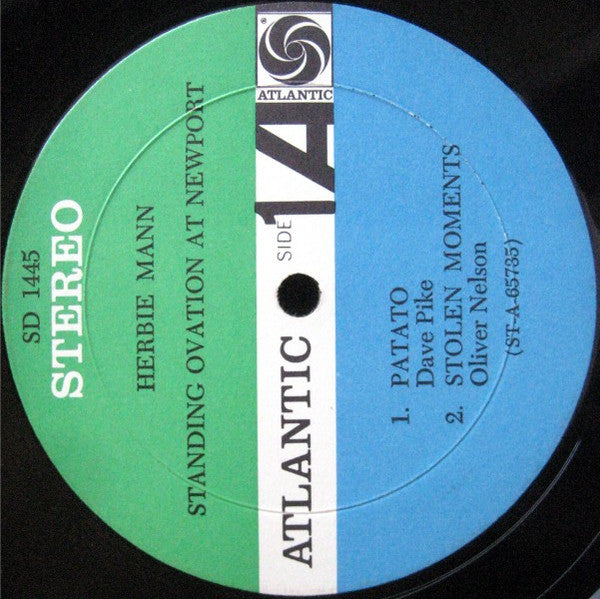 SD 1445
STEREO
HERBIE MANN
STANDING OVATION AT NEWPORT
ATLANTIC
ATLANTIC SIDE 1A
1. PATATO
Dave Pike
2. STOLEN MOMENTS
Oliver Nelson
(ST-A-65735)